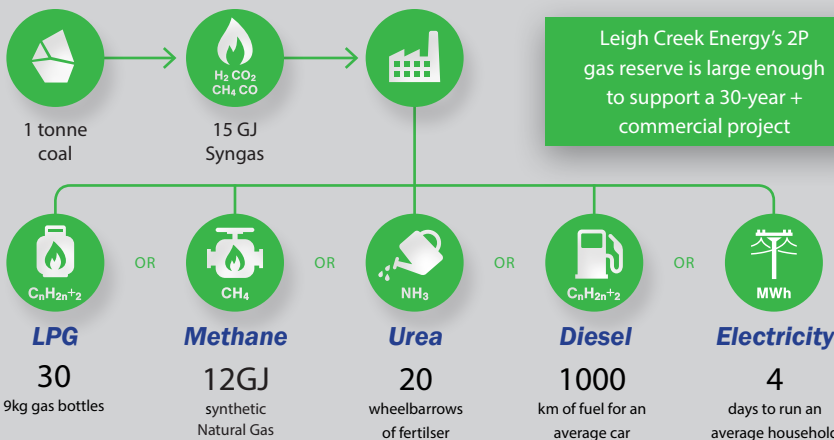 Leigh Creek Energy's 2P
gas reserve is large enough
to support a 30-year +
commercial project
H₂ CO₂
CH₄ CO
1 tonne
coal
15 GJ
Syngas
OR
OR
OR
OR
CₙH₂ₙ+₂
CH₄
NH₃
CₙH₂ₙ+₂
MWh
LPG
Methane
Urea
Diesel
Electricity
30
9kg gas bottles
12GJ
synthetic
Natural Gas
20
wheelbarrows
of fertilser
1000
km of fuel for an
average car
4
days to run an
average household